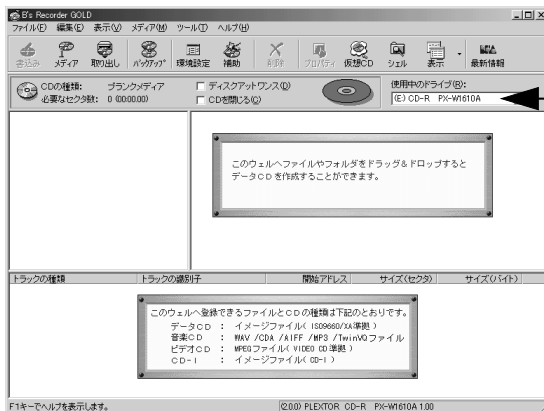 B's Recorder GOLD
ファイル(F) 編集(E) 表示(V) メディア(M) ツール(T) ヘルプ(H)
書込み メディア 取り出し バックアップ 環境設定 補助 削除 プロパティ 仮想CD シェル 表示 最新情報
CDの種類: ブランクメディア
必要なセクタ数: 0 (00:00.00)
ディスクアットワンス(D)
CDを閉じる(C)
使用中のドライブ(R):
(E:) CD-R PX-W1610A
このウェルへファイルやフォルダをドラッグ&ドロップすると
データCDを作成することができます。
トラックの種類 トラックの識別子 開始アドレス サイズ(セクタ) サイズ(バイト)
このウェルへ登録できるファイルとCDの種類は下記のとおりです。
データCD : イメージファイル( ISO9660/XA準拠 )
音楽CD : WAV /CDA /AIFF /MP3 /TwinVQファイル
ビデオCD : MPEGファイル( VIDEO CD準拠 )
CD-I : イメージファイル( CD-I )
F1キーでヘルプを表示します。
(2:0:0) PLEXTOR CD-R PX-W1610A 1.00